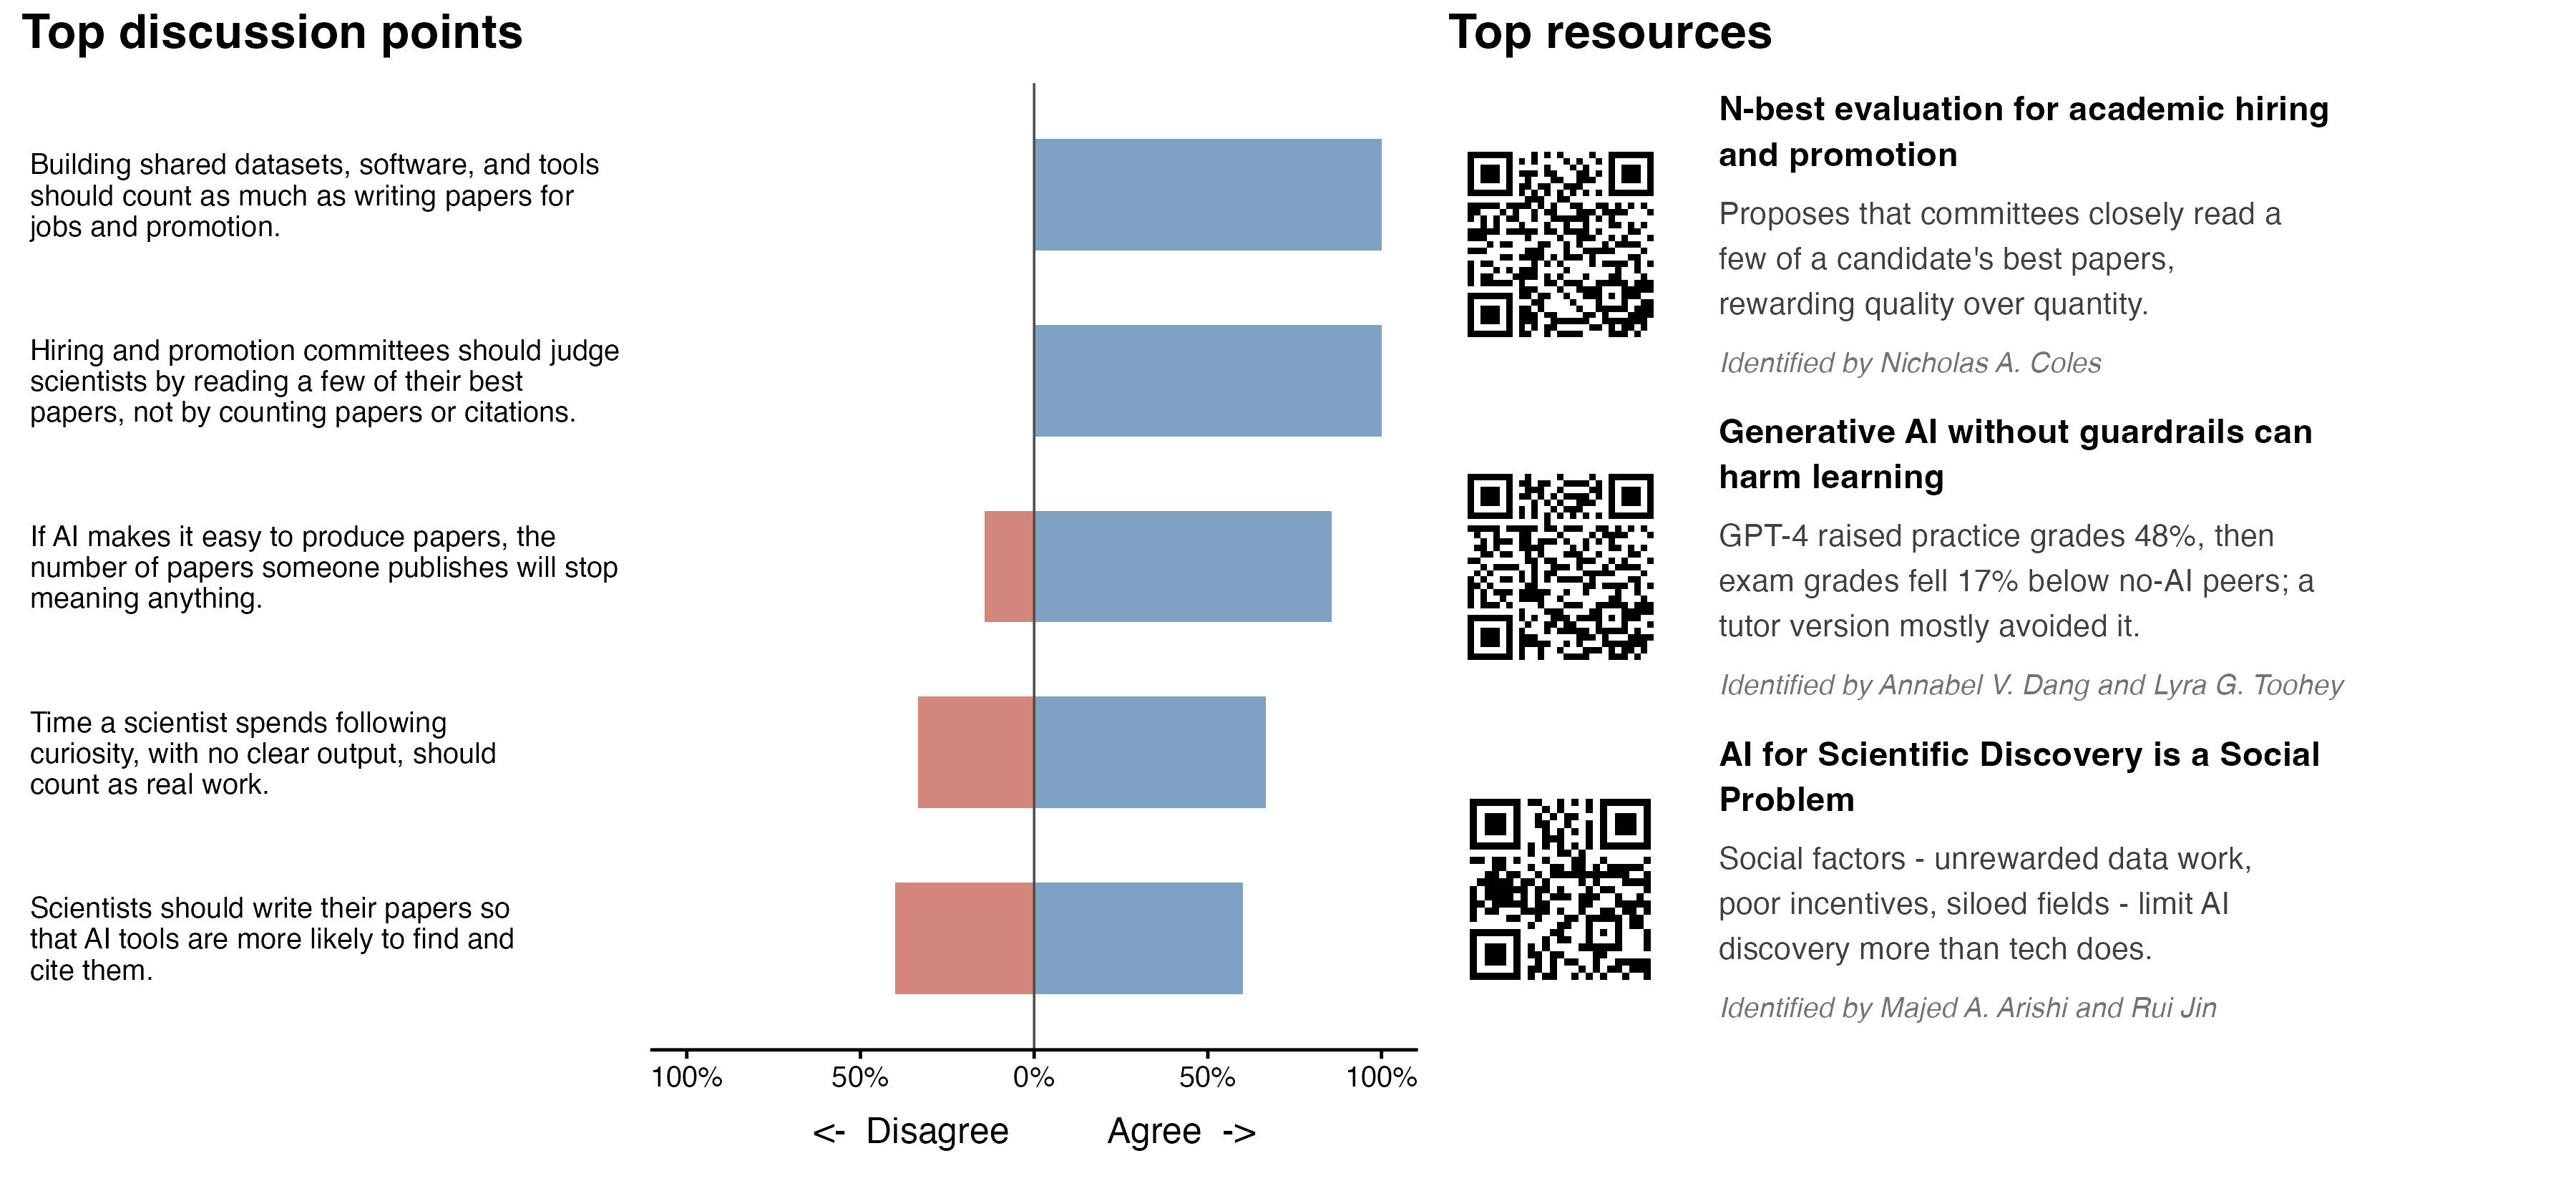 Top discussion points
Building shared datasets, software, and tools
should count as much as writing papers for
jobs and promotion.
Hiring and promotion committees should judge
scientists by reading a few of their best
papers, not by counting papers or citations.
If AI makes it easy to produce papers, the
number of papers someone publishes will stop
meaning anything.
Time a scientist spends following
curiosity, with no clear output, should
count as real work.
Scientists should write their papers so
that AI tools are more likely to find and
cite them.
100% 50% 0% 50% 100%
<- Disagree Agree ->
Top resources
N-best evaluation for academic hiring
and promotion
Proposes that committees closely read a
few of a candidate's best papers,
rewarding quality over quantity.
Identified by Nicholas A. Coles
Generative AI without guardrails can
harm learning
GPT-4 raised practice grades 48%, then
exam grades fell 17% below no-AI peers; a
tutor version mostly avoided it.
Identified by Annabel V. Dang and Lyra G. Toohey
AI for Scientific Discovery is a Social
Problem
Social factors - unrewarded data work,
poor incentives, siloed fields - limit AI
discovery more than tech does.
Identified by Majed A. Arishi and Rui Jin